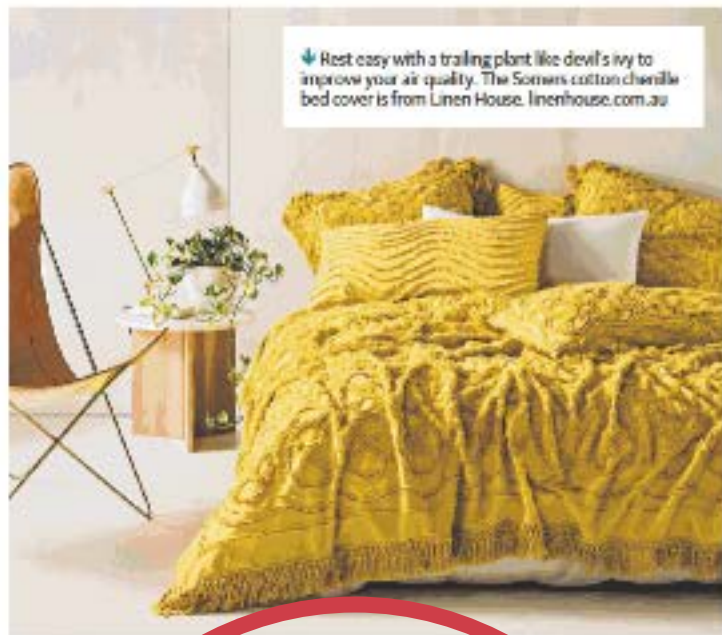 Rest easy with a trailing plant like devil's ivy to
improve your air quality. The Somers cotton chenille
bed cover is from Linen House. linenhouse.com.au